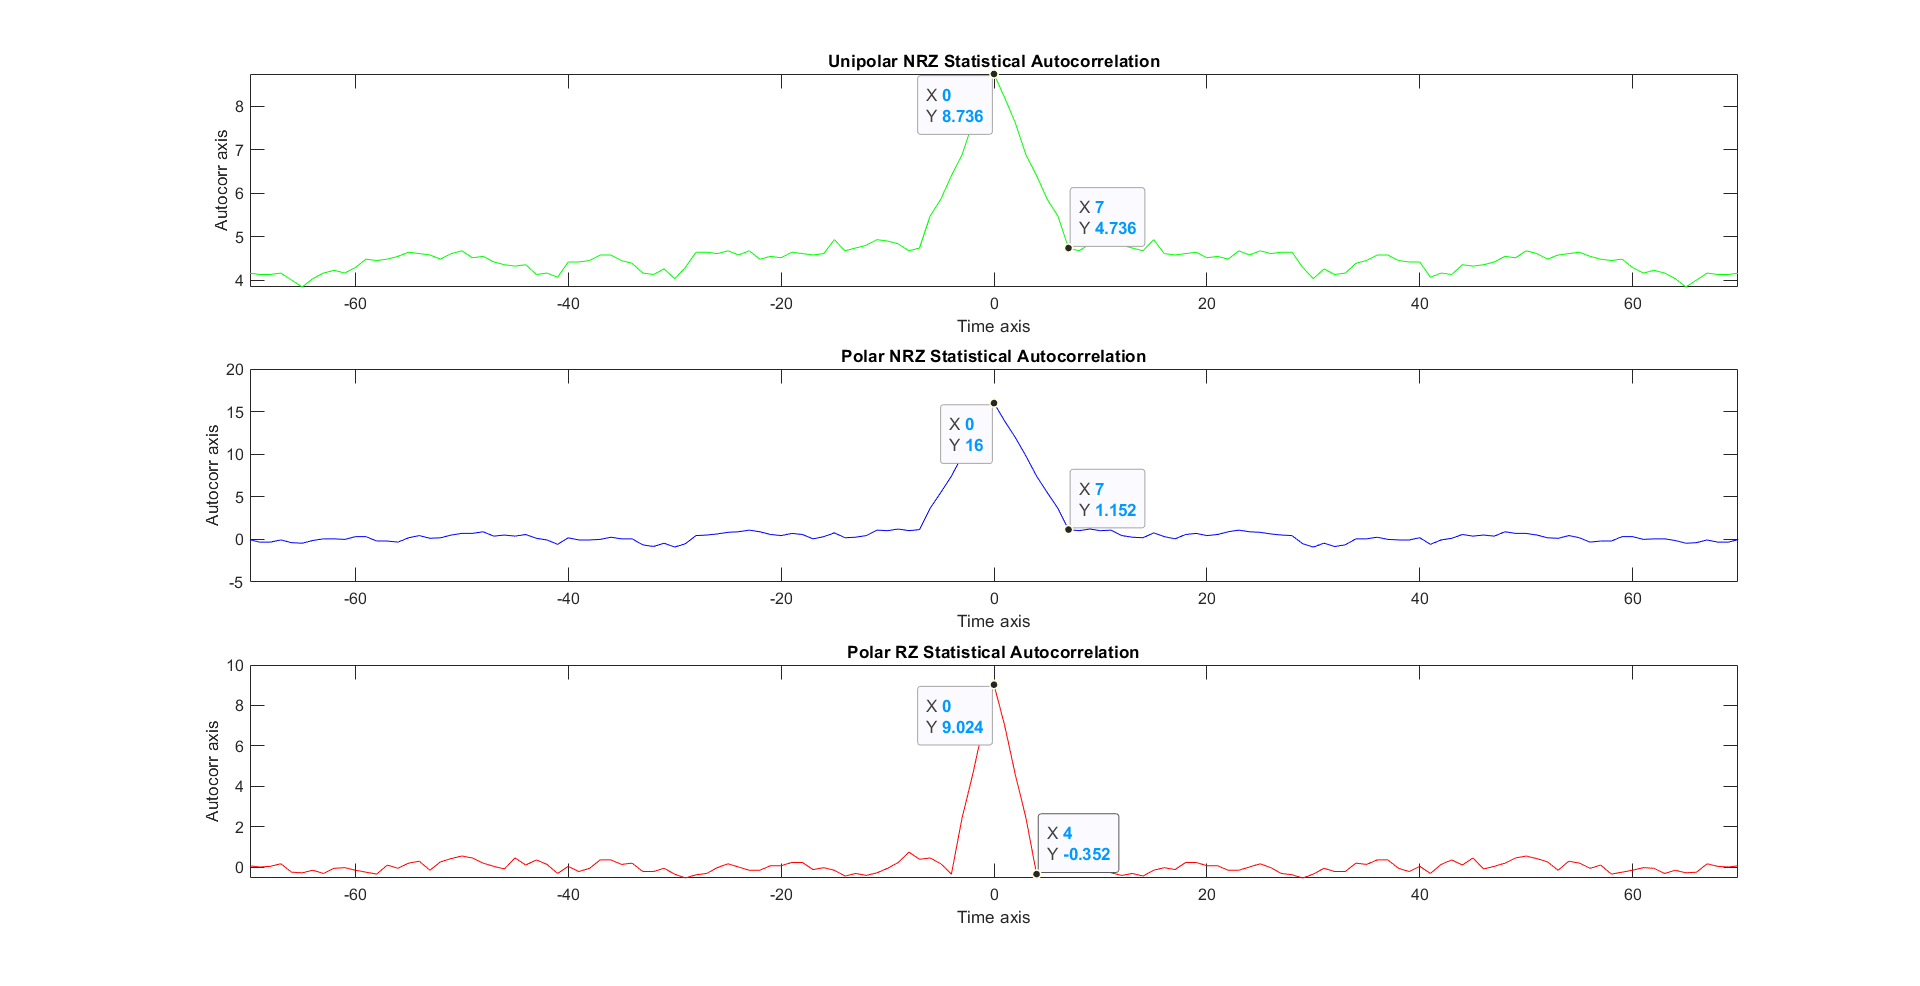 Unipolar NRZ Statistical Autocorrelation
Autocorr axis
8
7
6
5
4
X 0
Y 8.736
X 7
Y 4.736
-60 -40 -20 0 20 40 60
Time axis
Polar NRZ Statistical Autocorrelation
Autocorr axis
20
15
10
5
0
-5
X 0
Y 16
X 7
Y 1.152
-60 -40 -20 0 20 40 60
Time axis
Polar RZ Statistical Autocorrelation
Autocorr axis
10
8
6
4
2
0
X 0
Y 9.024
X 4
Y -0.352
-60 -40 -20 0 20 40 60
Time axis